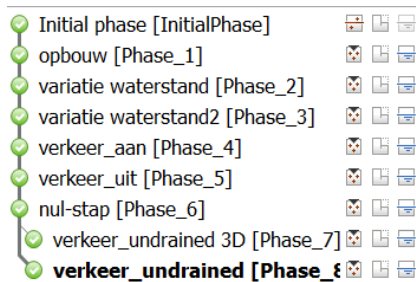 Initial phase [InitialPhase]
opbouw [Phase_1]
variatie waterstand [Phase_2]
variatie waterstand2 [Phase_3]
verkeer_aan [Phase_4]
verkeer_uit [Phase_5]
nul-stap [Phase_6]
verkeer_undrained 3D [Phase_7]
verkeer_undrained [Phase_8